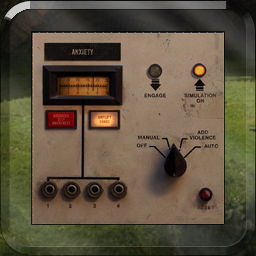 ANXIETY
ENGAGE
SIMULATION
ON
MANUAL
ADD
VIOLENCE
OFF
AUTO
1 2 3 4